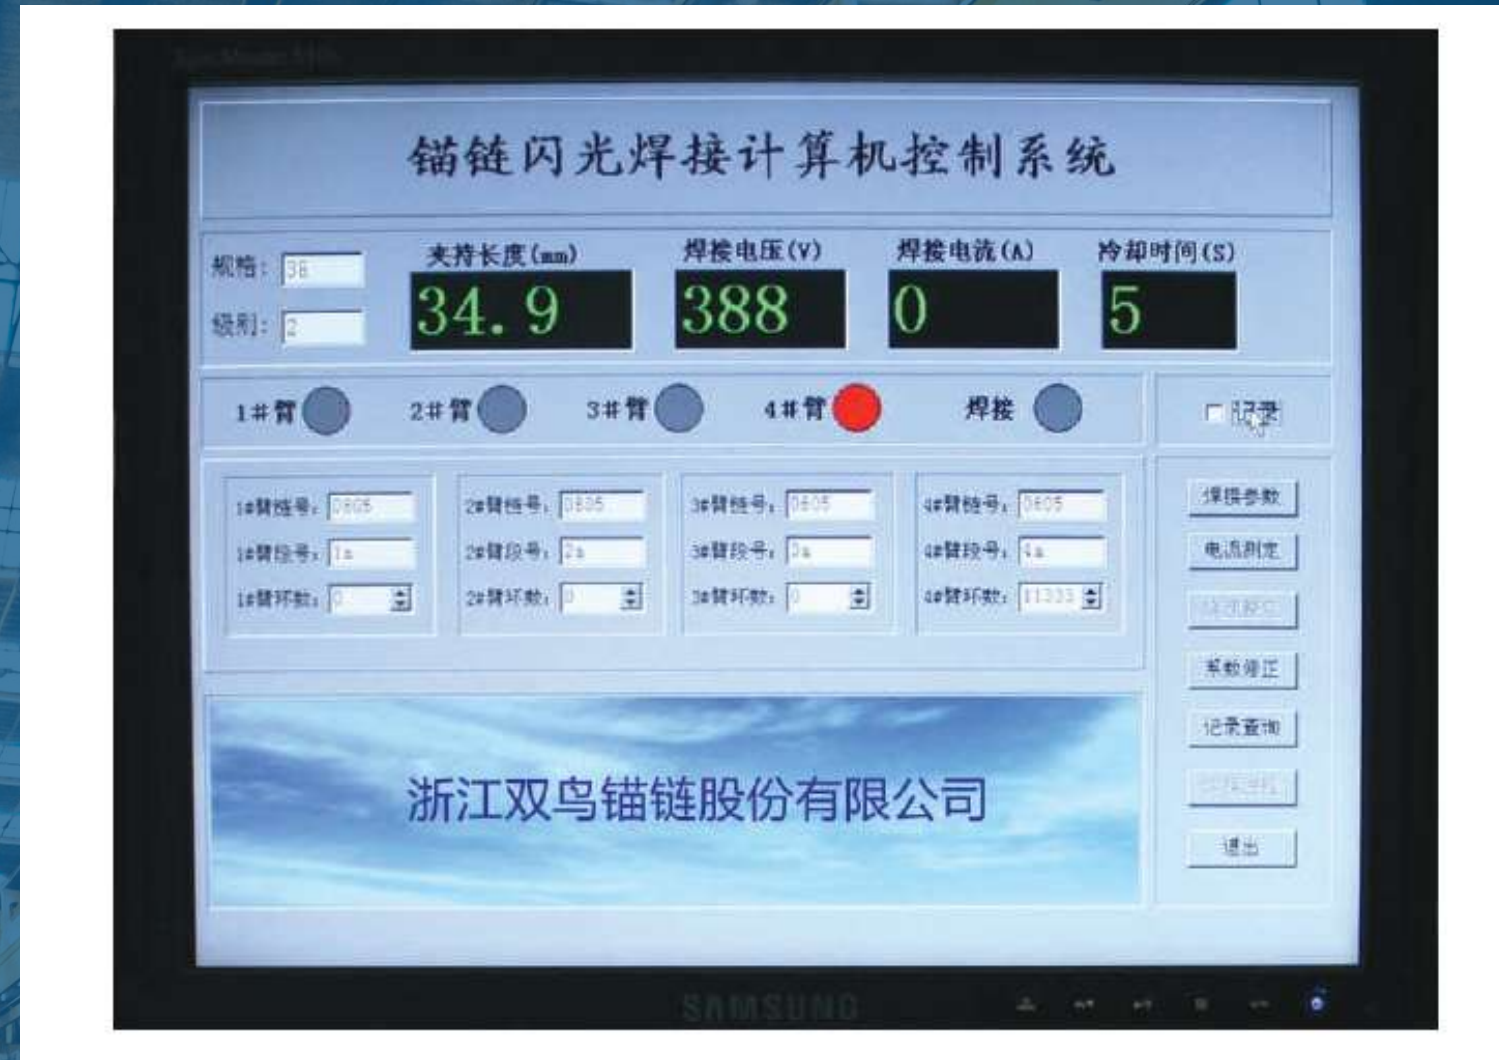 锚链闪光焊接计算机控制系统
规格: 38
夹持长度(mm) 焊接电压(V) 焊接电流(A) 冷却时间(S)
34.9 388 0 5
级别: 2
1#臂 2#臂 3#臂 4#臂 焊接 记录
1#臂链号: 0805 2#臂链号: 0805 3#臂链号: 0805 4#臂链号: 0805 焊接参数
1#臂段号: 1a 2#臂段号: 2a 3#臂段号: 3a 4#臂段号: 4a 电流测定
1#臂环数: 0 2#臂环数: 0 3#臂环数: 0 4#臂环数: 11333
系数修正
记录查询
浙江双鸟锚链股份有限公司
退出
SAMSUNG